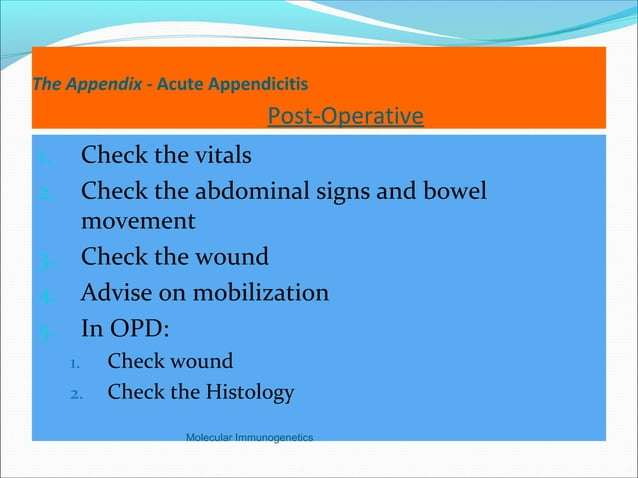 The Appendix - Acute Appendicitis
Post-Operative
1. Check the vitals
2. Check the abdominal signs and bowel
movement
3. Check the wound
4. Advise on mobilization
5. In OPD:
1. Check wound
2. Check the Histology
Molecular Immunogenetics